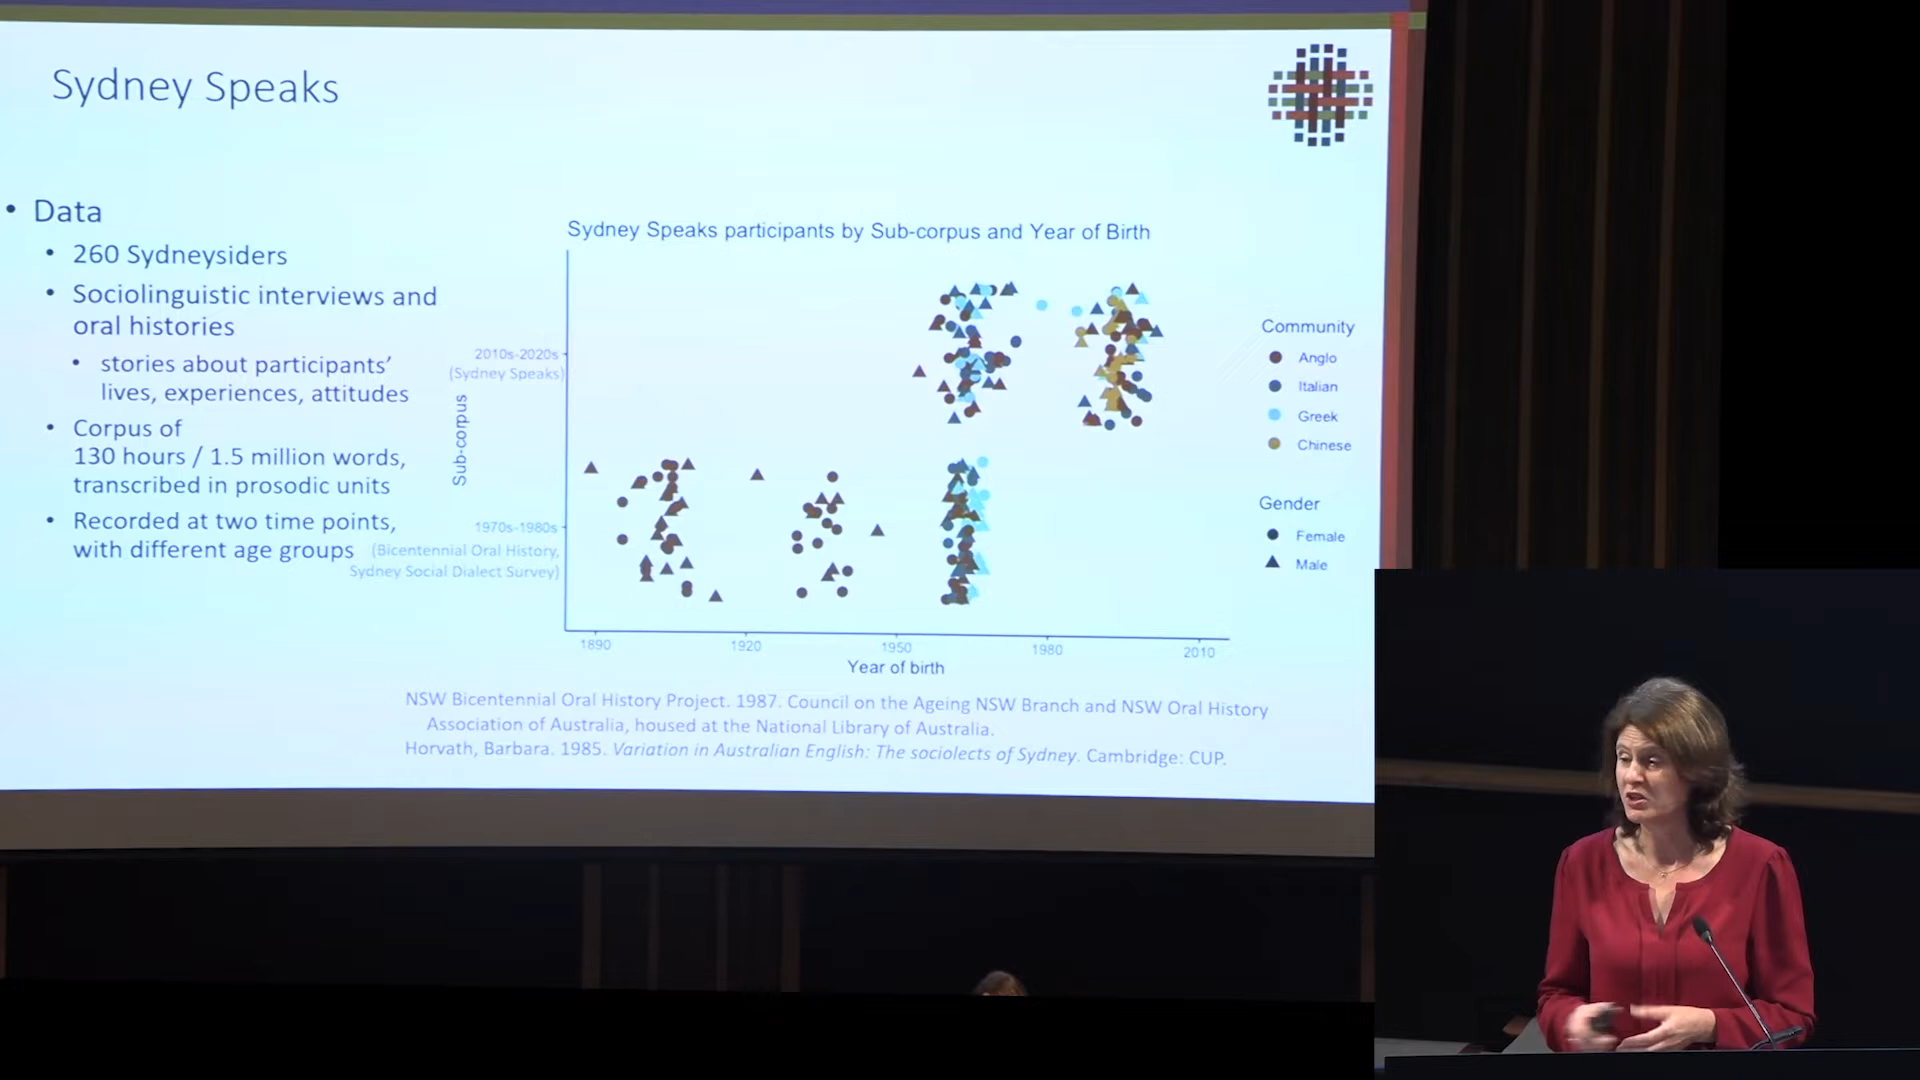 Sydney Speaks
• Data
• 260 Sydneysiders
• Sociolinguistic interviews and
oral histories
• stories about participants’
lives, experiences, attitudes
• Corpus of
130 hours / 1.5 million words,
transcribed in prosodic units
• Recorded at two time points,
with different age groups
Sydney Speaks participants by Sub-corpus and Year of Birth
Sub-corpus
2010s-2020s
(Sydney Speaks)
1970s-1980s
(Bicentennial Oral History,
Sydney Social Dialect Survey)
1890 1920 1950 1980 2010
Year of birth
Community
Anglo
Italian
Greek
Chinese
Gender
Female
Male
NSW Bicentennial Oral History Project. 1987. Council on the Ageing NSW Branch and NSW Oral History
Association of Australia, housed at the National Library of Australia.
Horvath, Barbara. 1985. Variation in Australian English: The sociolects of Sydney. Cambridge: CUP.